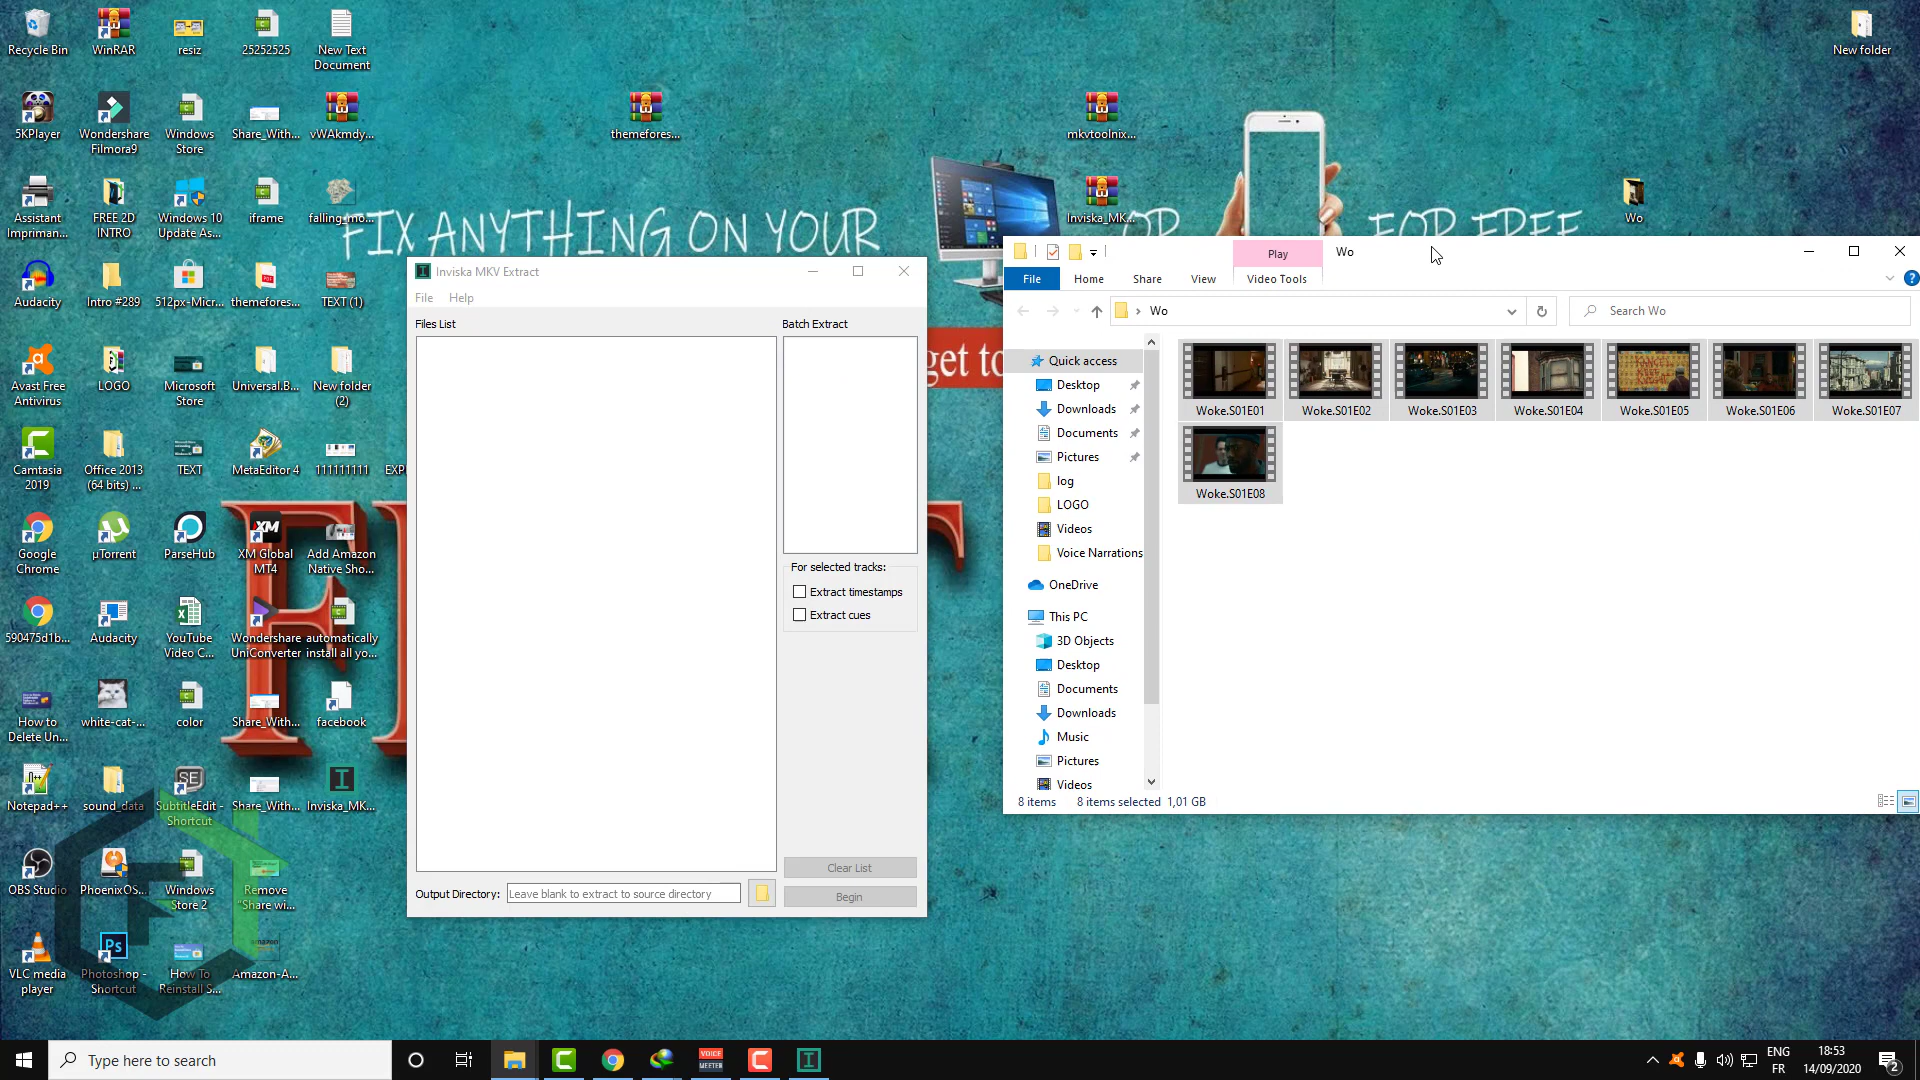 Recycle Bin
WinRAR
resiz
25252525
New Text
Document
New folder
5KPlayer
Wondershare
Filmora9
Windows
Store
Share_With...
vWAkmdy...
themefores...
mkvtoolnix...
Assistant
Impriman...
FREE 2D
INTRO
Windows 10
Update As...
iframe
falling_mo...
Inviska_MK...
Wo
FIX ANYTHING ON YOUR
OR
FOR FREE
Audacity
Intro #289
512px-Micr...
themefores...
TEXT (1)
Avast Free
Antivirus
LOGO
Microsoft
Store
Universal.B...
New folder
(2)
Camtasia
2019
Office 2013
(64 bits) ...
TEXT
MetaEditor 4
111111111
EXP
Google
Chrome
µTorrent
ParseHub
XM Global
MT4
Add Amazon
Native Sho...
590475d1b...
Audacity
YouTube
Video C...
Wondershare
UniConverter
automatically
install all yo...
How to
Delete Un...
white-cat-...
color
Share_With...
facebook
Notepad++
sound_data
SubtitleEdit -
Shortcut
Share_With...
Inviska_MK...
OBS Studio
PhoenixOS...
Windows
Store 2
Remove
"Share wi...
VLC media
player
Photoshop -
Shortcut
How To
Reinstall S...
Amazon-A...
get to
Inviska MKV Extract
File
Help
Files List
Batch Extract
For selected tracks:
Extract timestamps
Extract cues
Clear List
Output Directory:
Leave blank to extract to source directory
Begin
Play
Wo
File
Home
Share
View
Video Tools
Wo
Search Wo
Quick access
Desktop
Downloads
Documents
Pictures
log
LOGO
Videos
Voice Narrations
OneDrive
This PC
3D Objects
Desktop
Documents
Downloads
Music
Pictures
Videos
Woke.S01E01
Woke.S01E02
Woke.S01E03
Woke.S01E04
Woke.S01E05
Woke.S01E06
Woke.S01E07
Woke.S01E08
8 items
8 items selected 1,01 GB
Type here to search
VOICE
MEETER
ENG
FR
18:53
14/09/2020
2